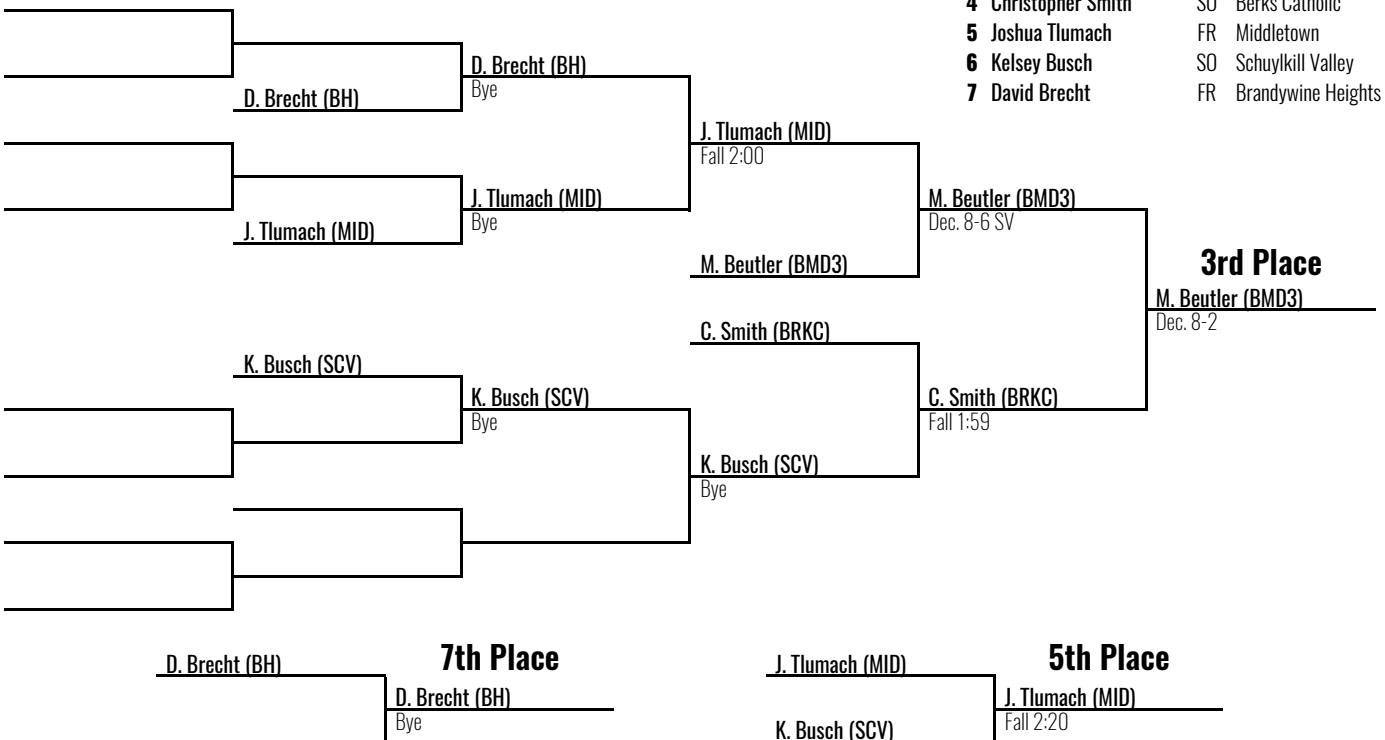 4 Christopher Smith SO Berks Catholic
5 Joshua Tlumach FR Middletown
6 Kelsey Busch SO Schuylkill Valley
7 David Brecht FR Brandywine Heights
D. Brecht (BH)
Bye
D. Brecht (BH)
J. Tlumach (MID)
Fall 2:00
J. Tlumach (MID)
Bye
J. Tlumach (MID)
M. Beutler (BMD3)
Dec. 8-6 SV
M. Beutler (BMD3)
3rd Place
M. Beutler (BMD3)
Dec. 8-2
C. Smith (BRKC)
K. Busch (SCV)
K. Busch (SCV)
Bye
C. Smith (BRKC)
Fall 1:59
K. Busch (SCV)
Bye
7th Place
D. Brecht (BH)
D. Brecht (BH)
Bye
5th Place
J. Tlumach (MID)
J. Tlumach (MID)
Fall 2:20
K. Busch (SCV)